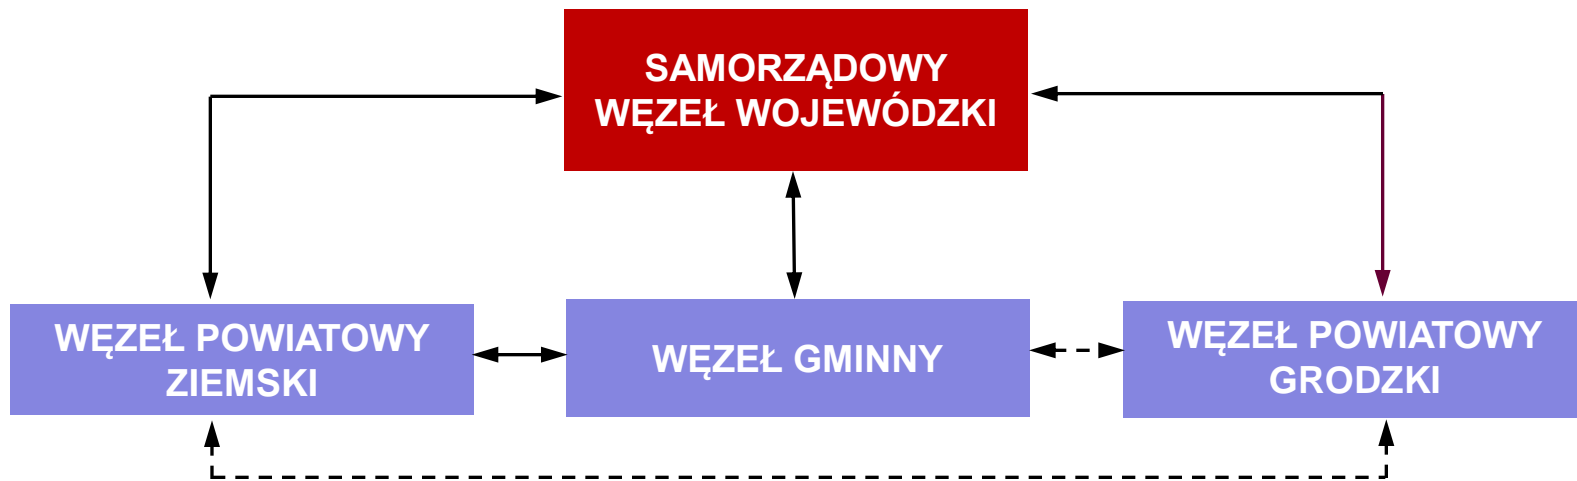 SAMORZĄDOWY
WĘZEŁ WOJEWÓDZKI
WĘZEŁ POWIATOWY
ZIEMSKI
WĘZEŁ GMINNY
WĘZEŁ POWIATOWY
GRODZKI